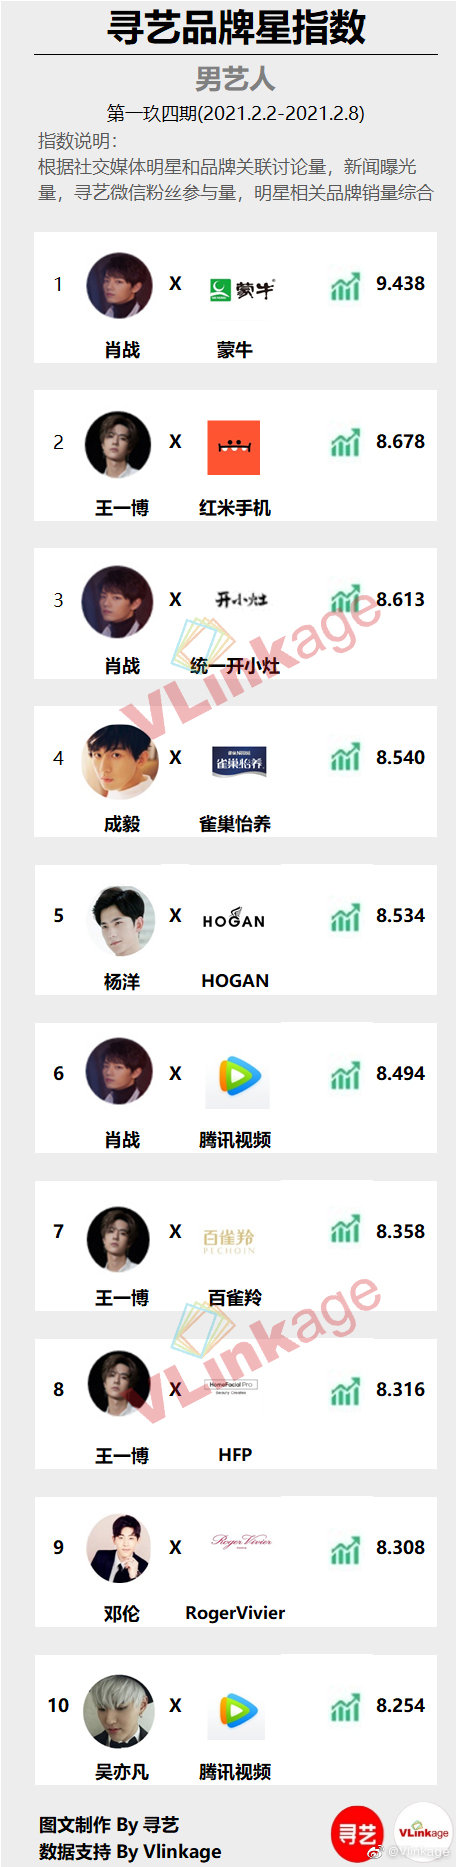 寻艺品牌星指数
男艺人
第一玖四期(2021.2.2-2021.2.8)
指数说明：
根据社交媒体明星和品牌关联讨论量，新闻曝光
量，寻艺微信粉丝参与量，明星相关品牌销量综合
1 X 蒙牛 9.438
肖战 蒙牛
2 X 8.678
王一博 红米手机
3 X 开小灶 8.613
肖战 统一开小灶
VLinkage
4 X 雀巢怡养 8.540
成毅 雀巢怡养
5 X HOGAN 8.534
杨洋 HOGAN
6 X 8.494
肖战 腾讯视频
7 X 百雀羚 PECHOIN 8.358
王一博 百雀羚
VLinkage
8 X HomeFacialPro 8.316
Beauty Creates
王一博 HFP
9 X Roger Vivier 8.308
邓伦 RogerVivier
10 X 8.254
吴亦凡 腾讯视频
图文制作 By 寻艺
数据支持 By Vlinkage
寻艺
VLinkage
@Vlinkage